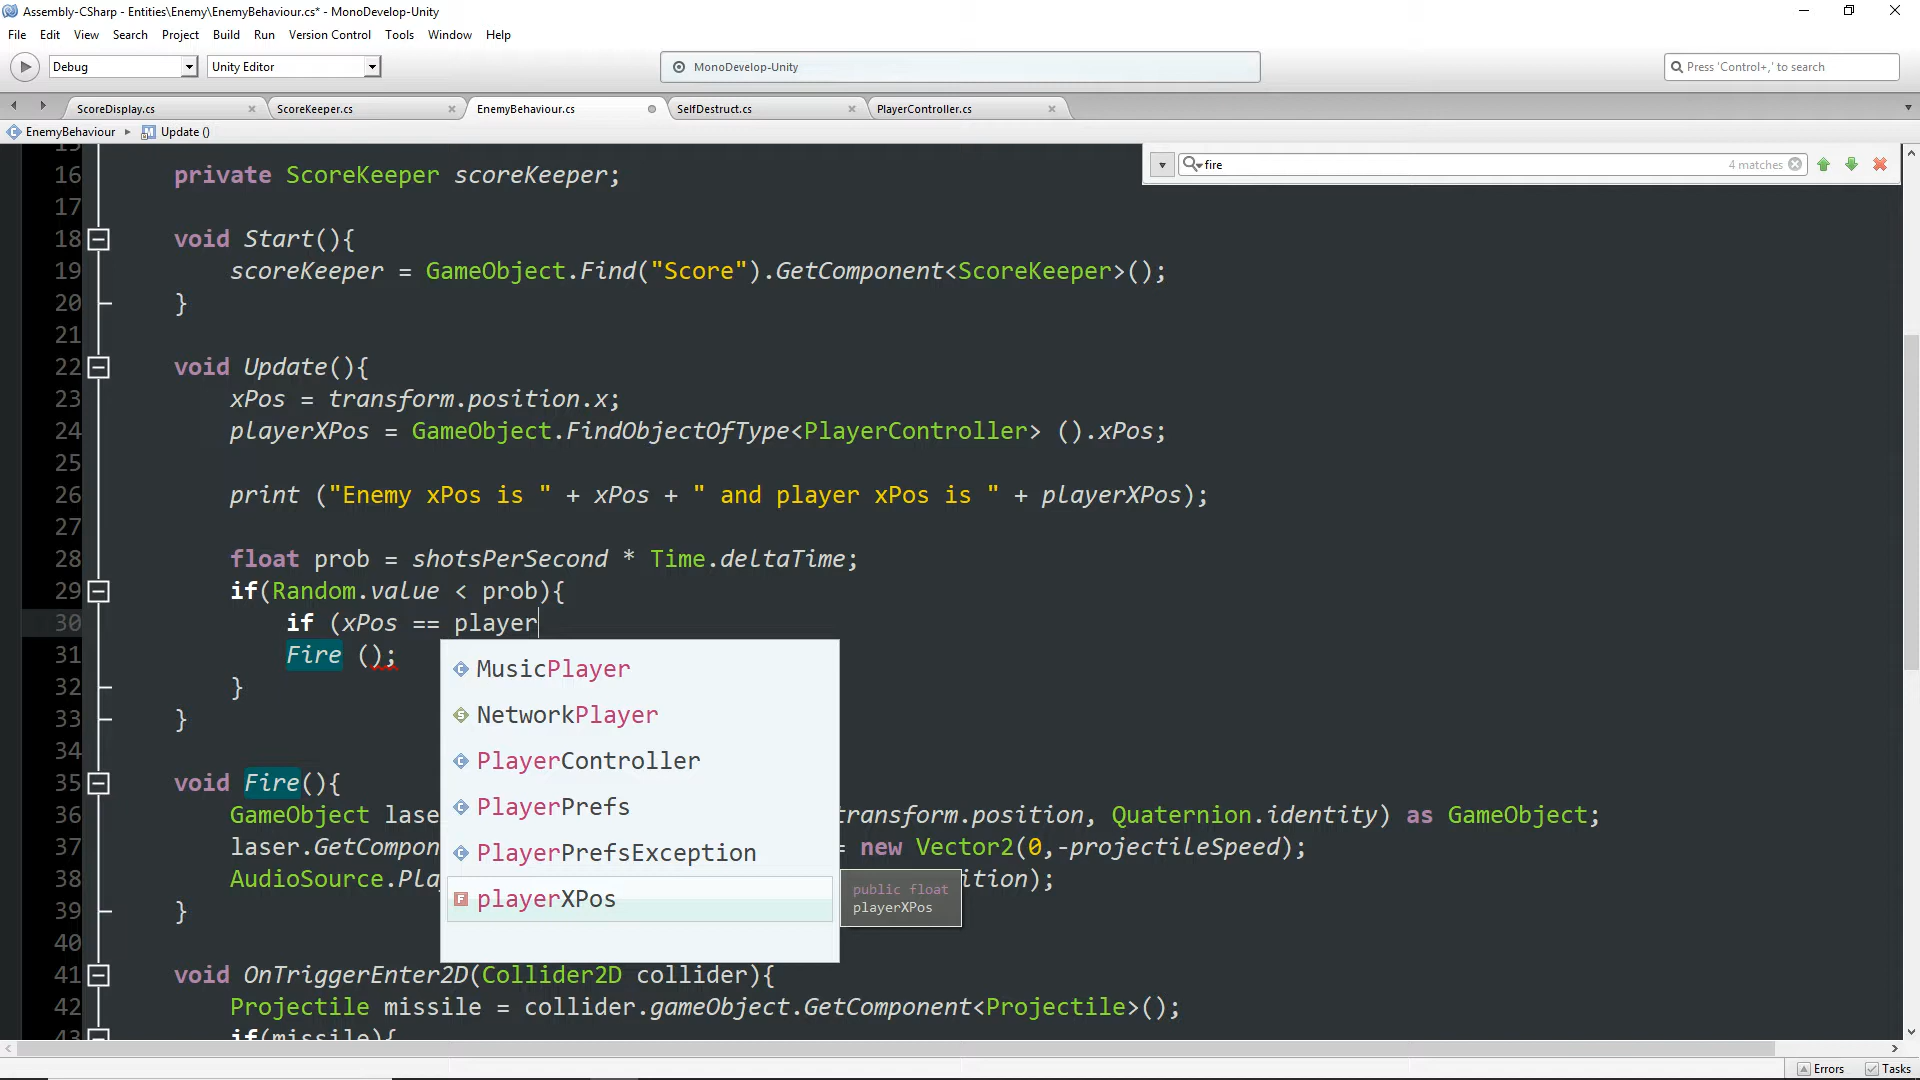 Assembly-CSharp - Entities\Enemy\EnemyBehaviour.cs* - MonoDevelop-Unity
File Edit View Search Project Build Run Version Control Tools Window Help
Debug Unity Editor MonoDevelop-Unity Press 'Control+,' to search
ScoreDisplay.cs ScoreKeeper.cs EnemyBehaviour.cs SelfDestruct.cs PlayerController.cs
EnemyBehaviour Update ()
fire 4 matches
15
16 private ScoreKeeper scoreKeeper;
17
18 void Start(){
19 scoreKeeper = GameObject.Find("Score").GetComponent<ScoreKeeper>();
20 }
21
22 void Update(){
23 xPos = transform.position.x;
24 playerXPos = GameObject.FindObjectOfType<PlayerController> ().xPos;
25
26 print ("Enemy xPos is " + xPos + " and player xPos is " + playerXPos);
27
28 float prob = shotsPerSecond * Time.deltaTime;
29 if(Random.value < prob){
30 if (xPos == player
31 Fire ();
32 }
33 }
34
35 void Fire(){
36 GameObject lase transform.position, Quaternion.identity) as GameObject;
37 laser.GetCompon = new Vector2(0,-projectileSpeed);
38 AudioSource.Pla ition);
39 }
40
41 void OnTriggerEnter2D(Collider2D collider){
42 Projectile missile = collider.gameObject.GetComponent<Projectile>();
43 if(missile){
MusicPlayer
NetworkPlayer
PlayerController
PlayerPrefs
PlayerPrefsException
playerXPos
public float
playerXPos
Errors Tasks